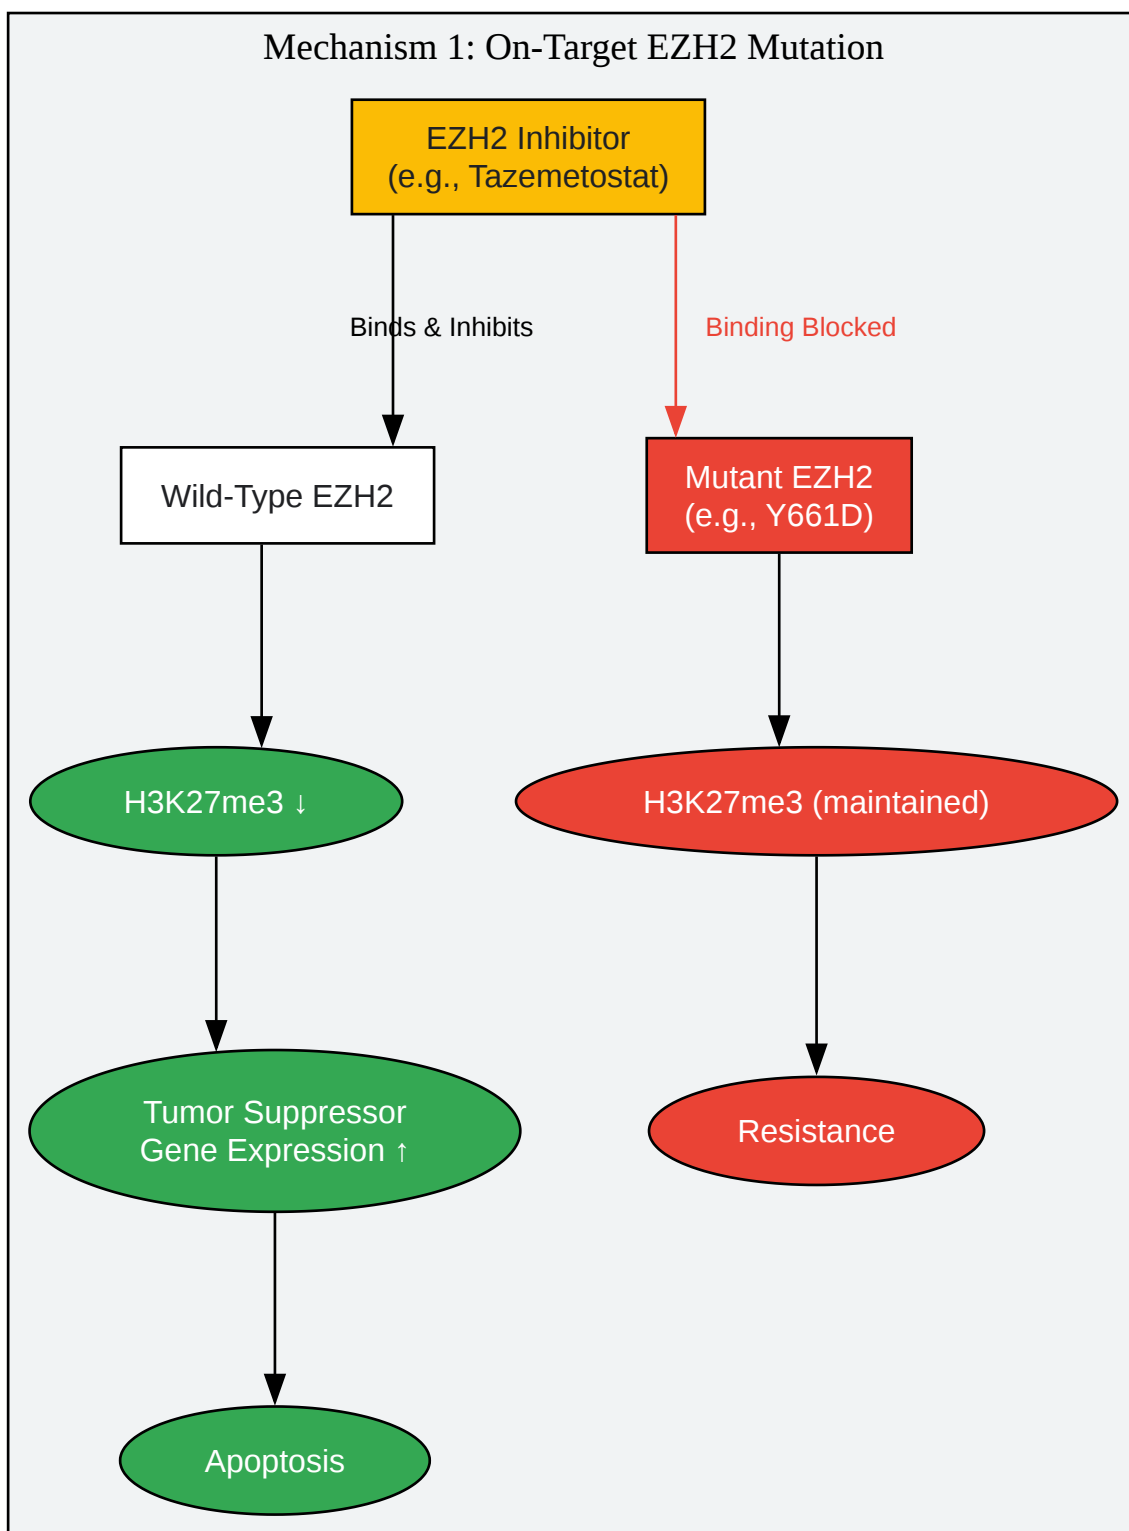 Mechanism 1: On-Target EZH2 Mutation
EZH2 Inhibitor
(e.g., Tazemetostat)
Binds & Inhibits
Binding Blocked
Wild-Type EZH2
Mutant EZH2
(e.g., Y661D)
H3K27me3 ↓
H3K27me3 (maintained)
Tumor Suppressor
Gene Expression ↑
Resistance
Apoptosis